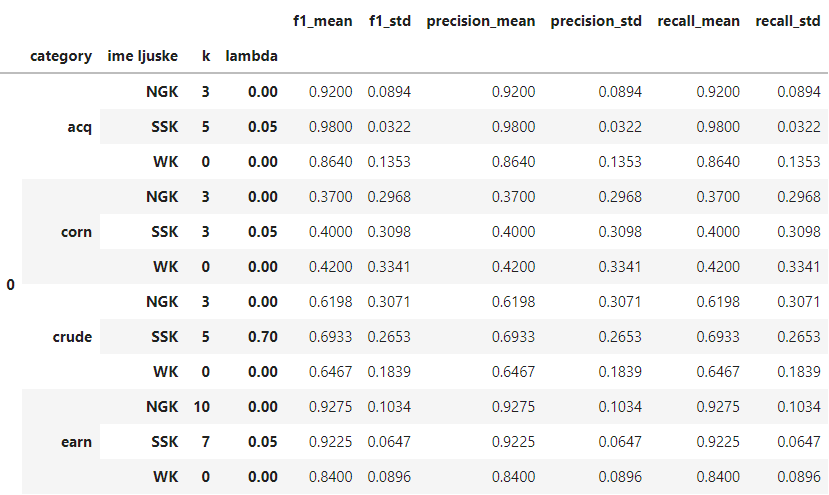 f1_mean f1_std precision_mean precision_std recall_mean recall_std
category ime ljuske k lambda
NGK 3 0.00 0.9200 0.0894 0.9200 0.0894 0.9200 0.0894
acq SSK 5 0.05 0.9800 0.0322 0.9800 0.0322 0.9800 0.0322
WK 0 0.00 0.8640 0.1353 0.8640 0.1353 0.8640 0.1353
NGK 3 0.00 0.3700 0.2968 0.3700 0.2968 0.3700 0.2968
corn SSK 3 0.05 0.4000 0.3098 0.4000 0.3098 0.4000 0.3098
WK 0 0.00 0.4200 0.3341 0.4200 0.3341 0.4200 0.3341
0
NGK 3 0.00 0.6198 0.3071 0.6198 0.3071 0.6198 0.3071
crude SSK 5 0.70 0.6933 0.2653 0.6933 0.2653 0.6933 0.2653
WK 0 0.00 0.6467 0.1839 0.6467 0.1839 0.6467 0.1839
NGK 10 0.00 0.9275 0.1034 0.9275 0.1034 0.9275 0.1034
earn SSK 7 0.05 0.9225 0.0647 0.9225 0.0647 0.9225 0.0647
WK 0 0.00 0.8400 0.0896 0.8400 0.0896 0.8400 0.0896